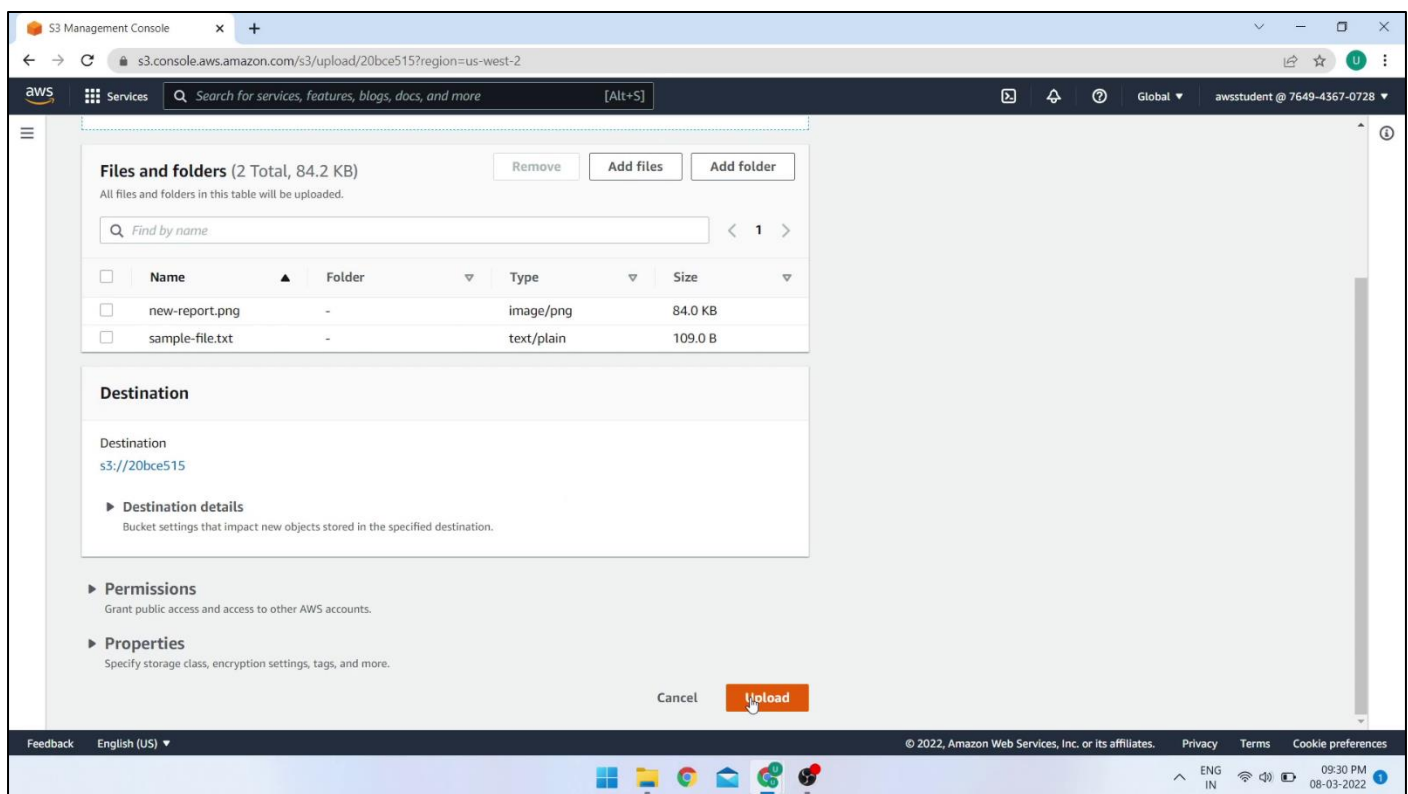 S3 Management Console
s3.console.aws.amazon.com/s3/upload/20bce515?region=us-west-2
U
aws Services Search for services, features, blogs, docs, and more [Alt+S] Global awsstudent @ 7649-4367-0728
Files and folders (2 Total, 84.2 KB) Remove Add files Add folder
All files and folders in this table will be uploaded.
Find by name 1
Name Folder Type Size
new-report.png - image/png 84.0 KB
sample-file.txt - text/plain 109.0 B
Destination
Destination
s3://20bce515
Destination details
Bucket settings that impact new objects stored in the specified destination.
Permissions
Grant public access and access to other AWS accounts.
Properties
Specify storage class, encryption settings, tags, and more.
Cancel Upload
Feedback English (US) © 2022, Amazon Web Services, Inc. or its affiliates. Privacy Terms Cookie preferences
ENG 09:30 PM
IN 08-03-2022 1